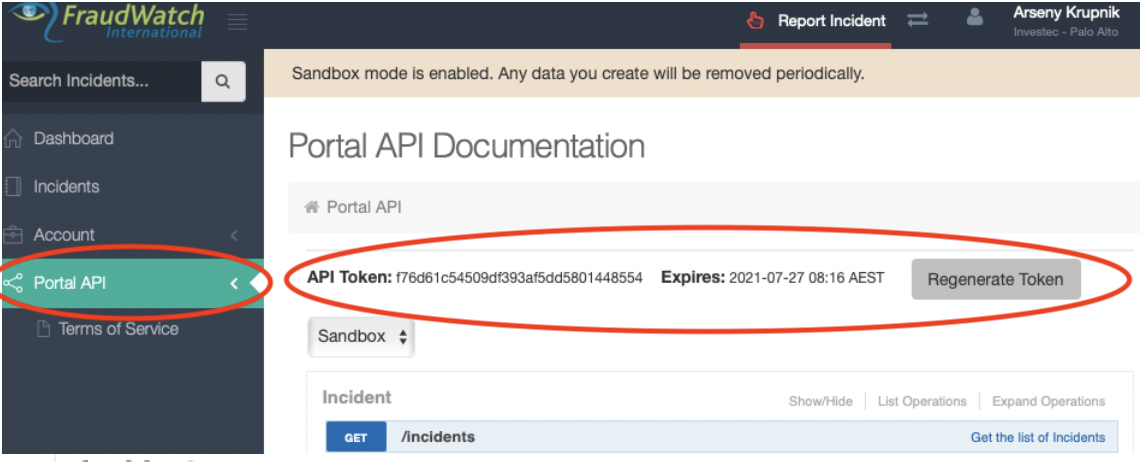 FraudWatch
International
Report Incident
Arseny Krupnik
Investec - Palo Alto
Search Incidents...
Sandbox mode is enabled. Any data you create will be removed periodically.
Dashboard
Portal API Documentation
Incidents
Portal API
Account
Portal API
API Token: f76d61c54509df393af5dd5801448554 Expires: 2021-07-27 08:16 AEST Regenerate Token
Terms of Service
Sandbox
Incident Show/Hide List Operations Expand Operations
GET /incidents Get the list of Incidents